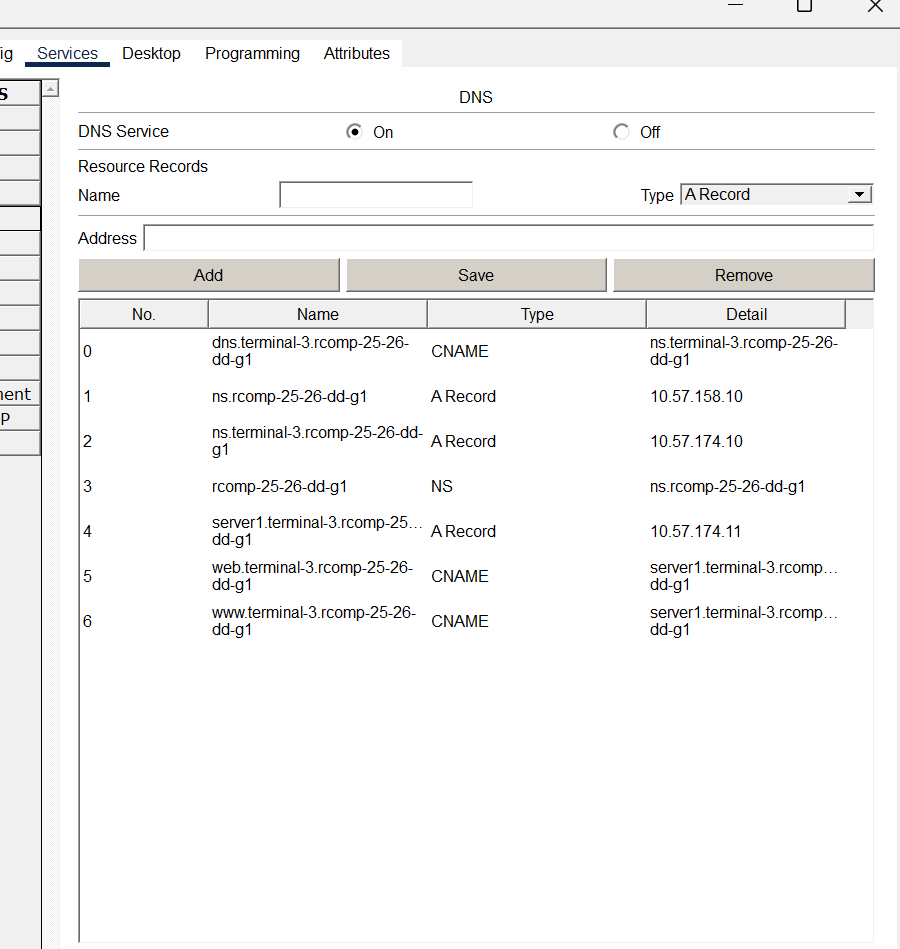 ig Services Desktop Programming Attributes
S
DNS
DNS Service On Off
Resource Records
Name Type A Record
Address
Add Save Remove
No. Name Type Detail
dns.terminal-3.rcomp-25-26- ns.terminal-3.rcomp-25-26-
0 CNAME
dd-g1 dd-g1
1 ns.rcomp-25-26-dd-g1 A Record 10.57.158.10
nent
P
ns.terminal-3.rcomp-25-26-dd-
2 A Record 10.57.174.10
g1
3 rcomp-25-26-dd-g1 NS ns.rcomp-25-26-dd-g1
server1.terminal-3.rcomp-25…
4 A Record 10.57.174.11
dd-g1
web.terminal-3.rcomp-25-26- server1.terminal-3.rcomp…
5 CNAME
dd-g1 dd-g1
www.terminal-3.rcomp-25-26- server1.terminal-3.rcomp…
6 CNAME
dd-g1 dd-g1